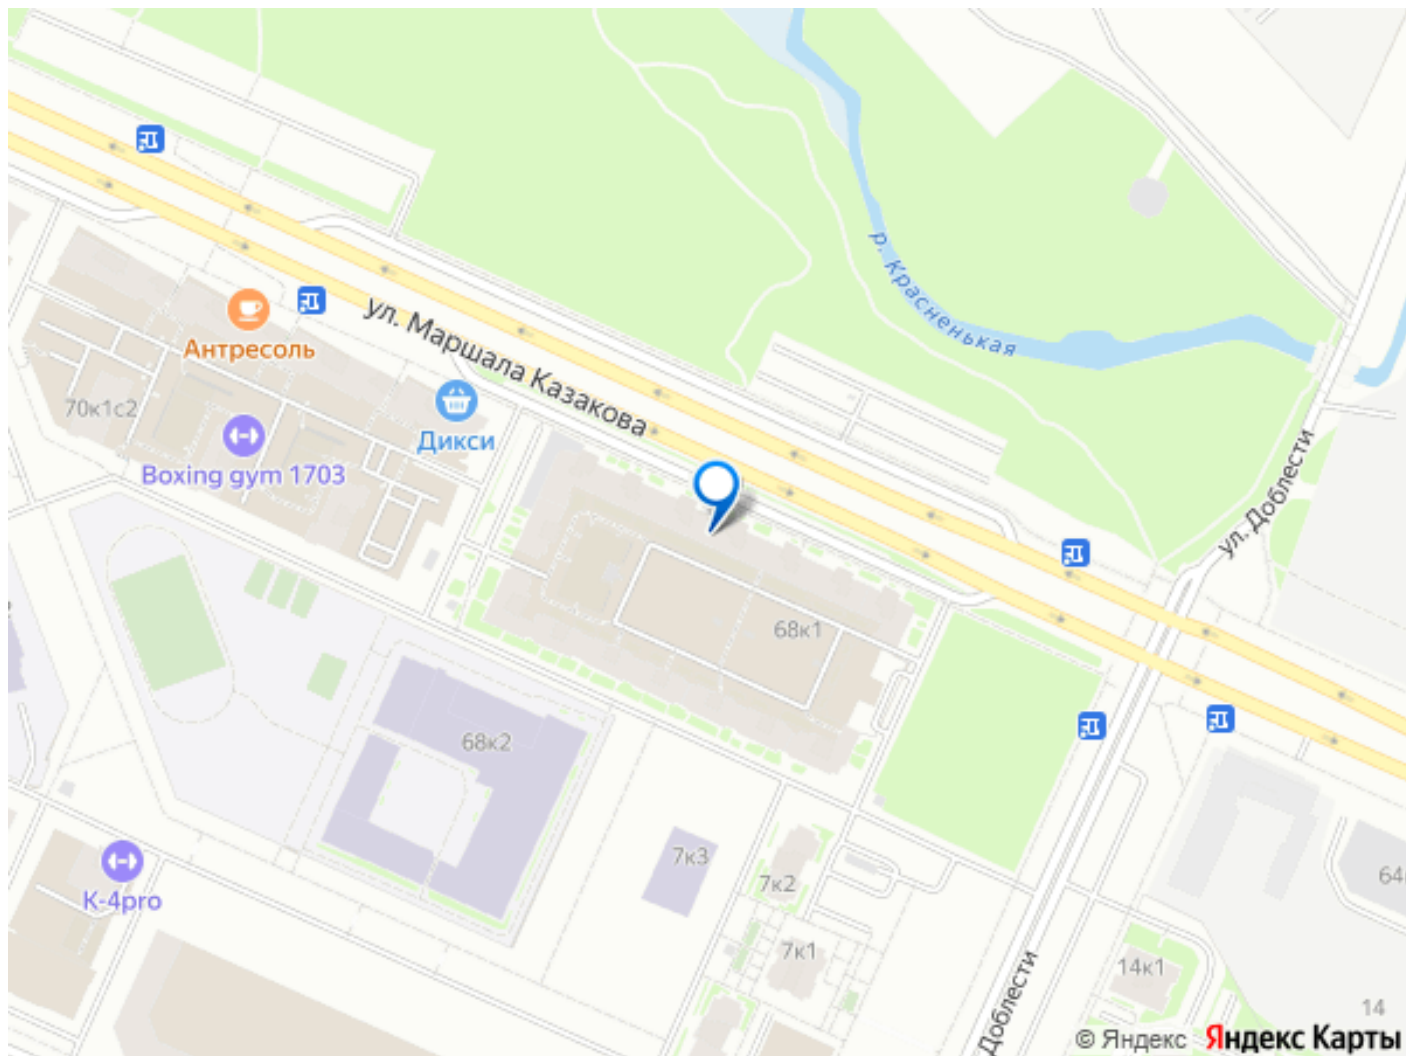 р. Красненькая
ул. Маршала Казакова
Антресоль
70к1с2
Дикси
Boxing gym 1703
ул. Доблести
68к1
68к2
7к3
7к2
K-4pro
64
7к1
14к1
14
Доблести
© Яндекс Яндекс Карты